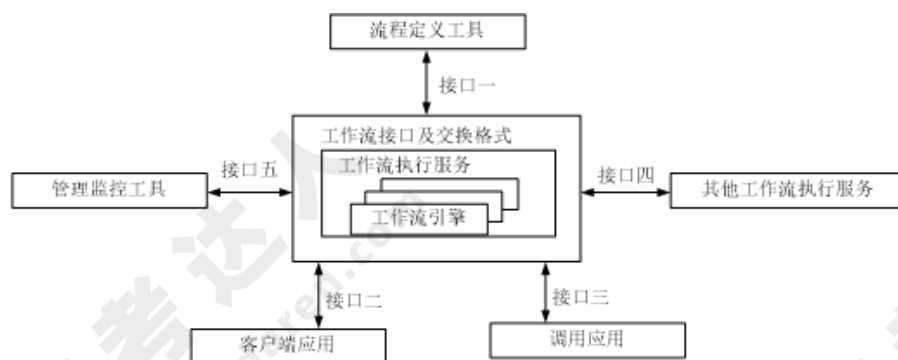 流程定义工具
接口一
工作流接口及交换格式
工作流执行服务
工作流引擎
接口五
管理监控工具
接口四
其他工作流执行服务
接口二
接口三
客户端应用
调用应用
考达人